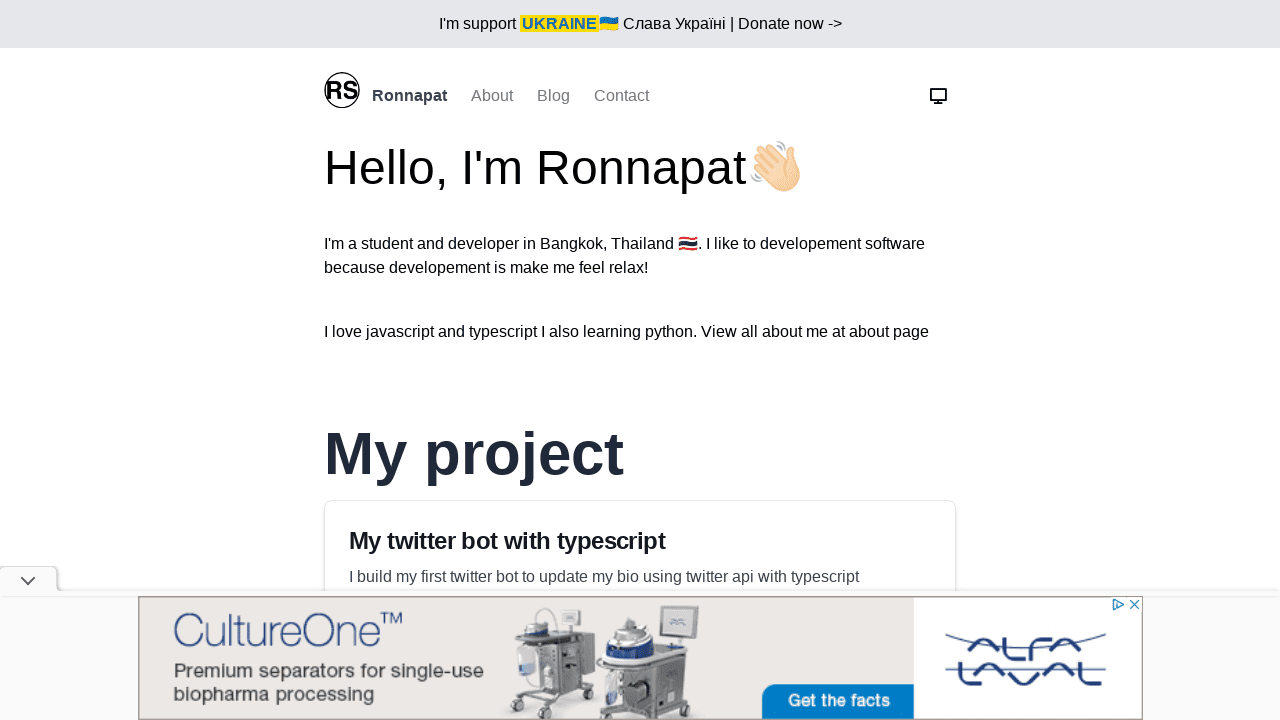 I'm support UKRAINE🇺🇦 Слава Україні | Donate now ->
RS Ronnapat About Blog Contact
Hello, I'm Ronnapat👋🏻
I'm a student and developer in Bangkok, Thailand 🇹🇭. I like to developement software
because developement is make me feel relax!
I love javascript and typescript I also learning python. View all about me at about page
My project
My twitter bot with typescript
I build my first twitter bot to update my bio using twitter api with typescript
CultureOne™
Premium separators for single-use
biopharma processing
Get the facts
ALFA
LAVAL